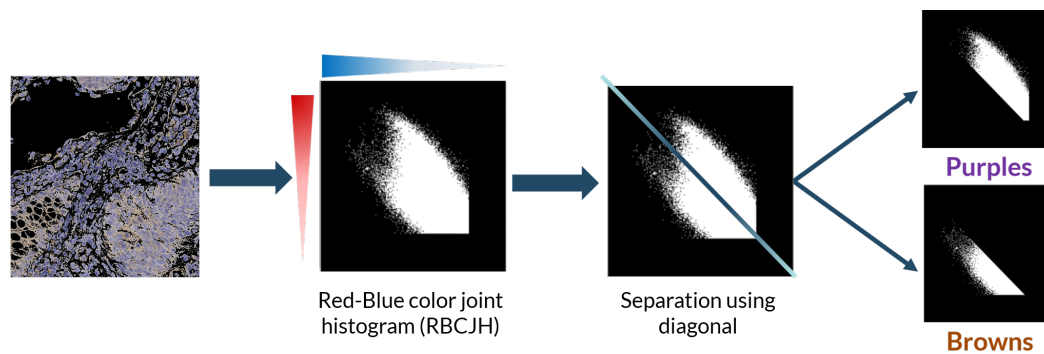 Red-Blue color joint
histogram (RBCJH)
Separation using
diagonal
Purples
Browns